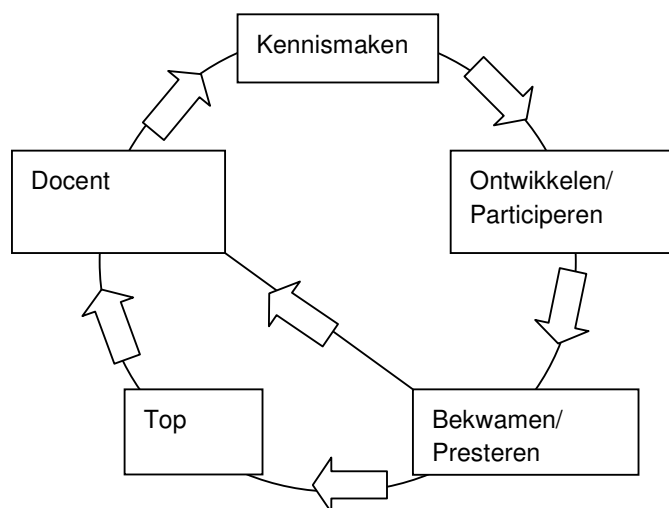 Kennismaken
Docent
Ontwikkelen/
Participeren
Top
Bekwamen/
Presteren